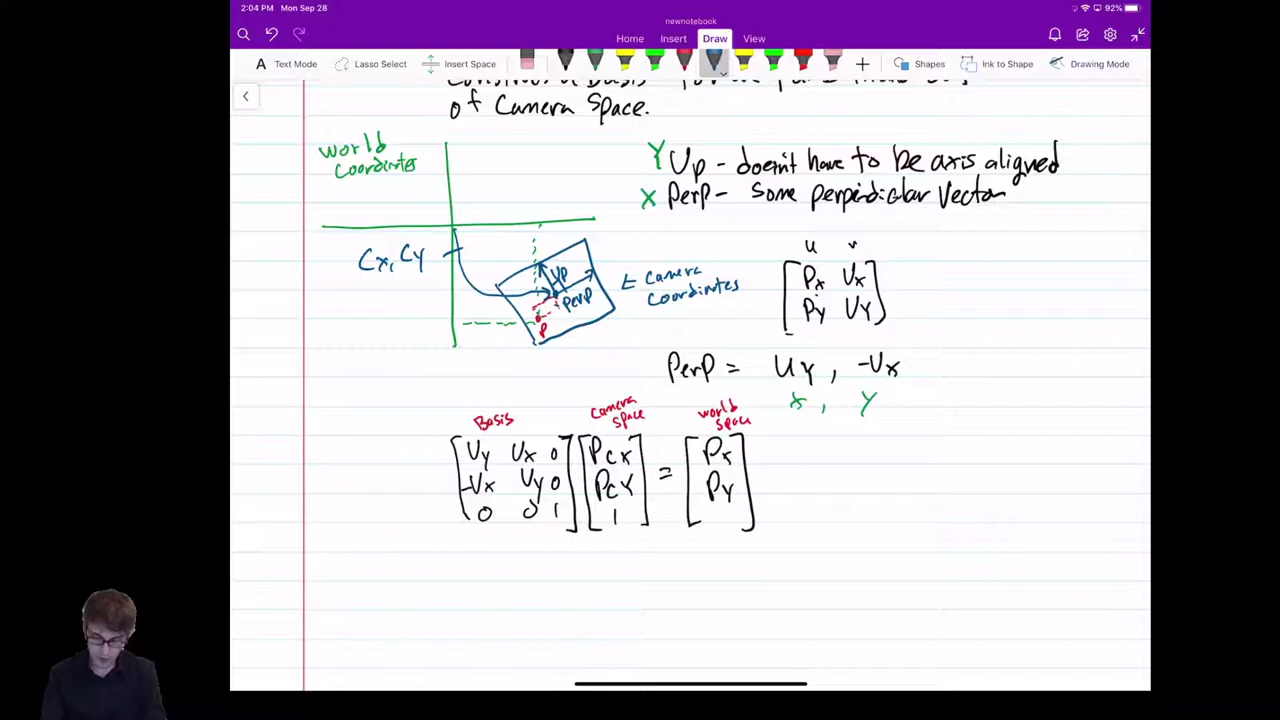 2:04 PM Mon Sep 28
92%
newnotebook
Home Insert Draw View
Text Mode Lasso Select Insert Space Shapes Ink to Shape Drawing Mode
Construct a Basis for
of Camera Space.
World
Coordinates
Y Up - doesn't have to be axis aligned
X Perp - Some perpendicular Vector
Cx, Cy
Up
Perp
P
Camera
Coordinates
u v
Px Ux
Py Uy
Perp = Uy, -Ux
x, y
Basis
camera
space
world
space
Uy Ux 0 Pcx = Px
-Ux Uy 0 Pcy Py
0 0 1 1